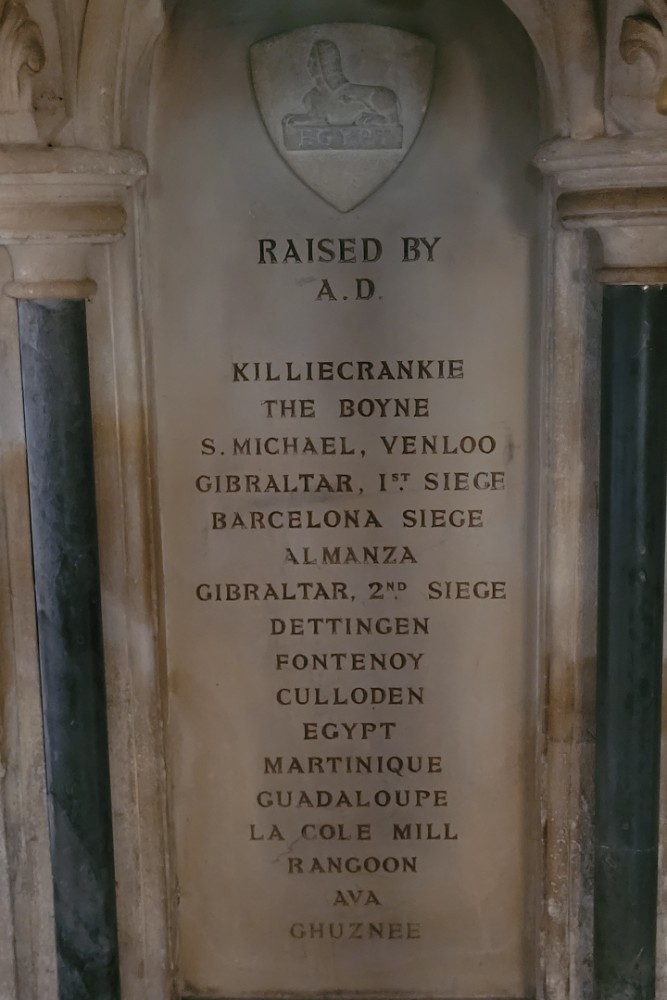 EGYPT
RAISED BY
A.D.
KILLIECRANKIE
THE BOYNE
S. MICHAEL, VENLOO
GIBRALTAR, 1ST SIEGE
BARCELONA SIEGE
ALMANZA
GIBRALTAR, 2ND SIEGE
DETTINGEN
FONTENOY
CULLODEN
EGYPT
MARTINIQUE
GUADALOUPE
LA COLE MILL
RANGOON
AVA
GHUZNEE